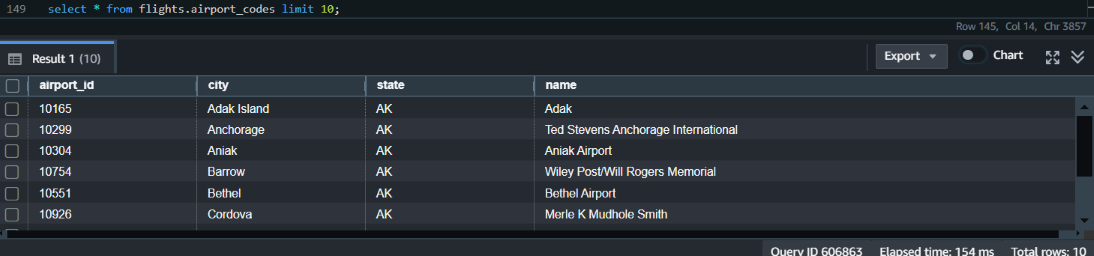 149 select * from flights.airport_codes limit 10;
Row 145, Col 14, Chr 3857
Result 1 (10) Export Chart
airport_id city state name
10165 Adak Island AK Adak
10299 Anchorage AK Ted Stevens Anchorage International
10304 Aniak AK Aniak Airport
10754 Barrow AK Wiley Post/Will Rogers Memorial
10551 Bethel AK Bethel Airport
10926 Cordova AK Merle K Mudhole Smith
Query ID 606863 Elapsed time: 154 ms Total rows: 10